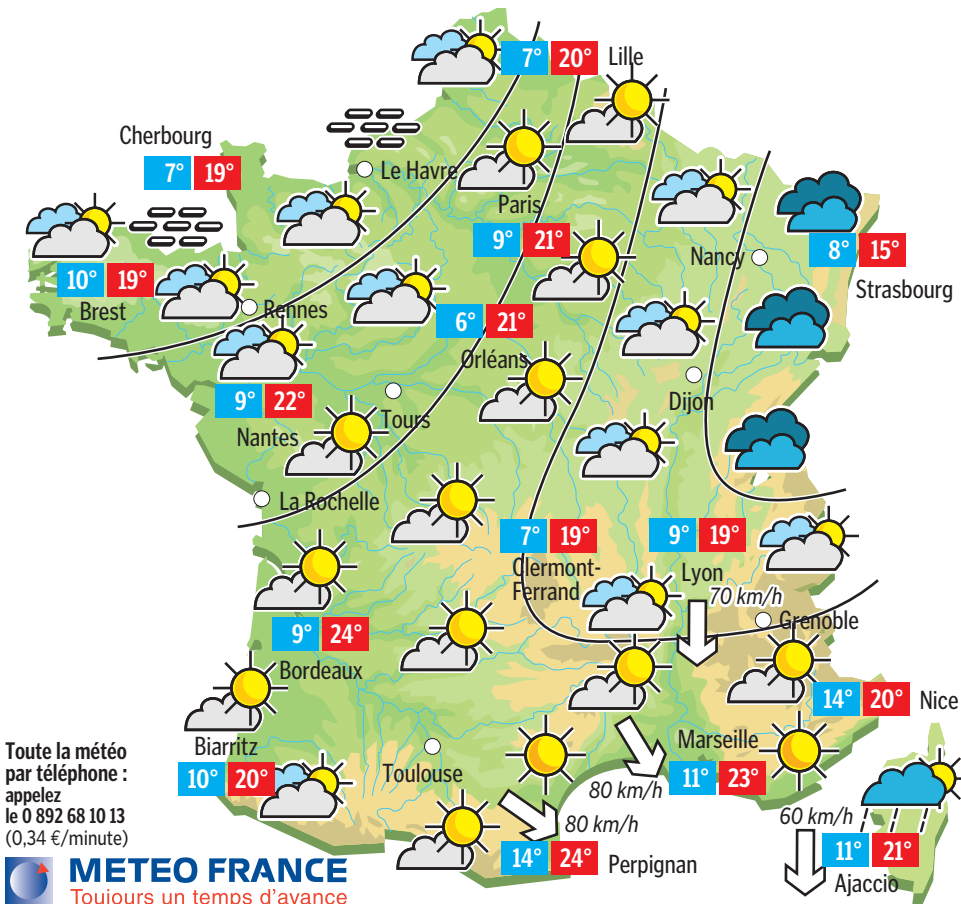 7° 20° Lille
Cherbourg
7° 19°
Le Havre
Paris
9° 21°
Nancy
8° 15°
Strasbourg
10° 19°
Brest
Rennes
6° 21°
Orléans
9° 22°
Nantes
Tours
Dijon
La Rochelle
7° 19°
Clermont-
Ferrand
9° 19°
Lyon
70 km/h
Grenoble
9° 24°
Bordeaux
14° 20° Nice
Biarritz
10° 20°
Toulouse
Marseille
11° 23°
80 km/h
80 km/h
60 km/h
14° 24° Perpignan
11° 21°
Ajaccio
Toute la météo
par téléphone :
appelez
le 0 892 68 10 13
(0,34 €/minute)
METEO FRANCE
Toujours un temps d'avance